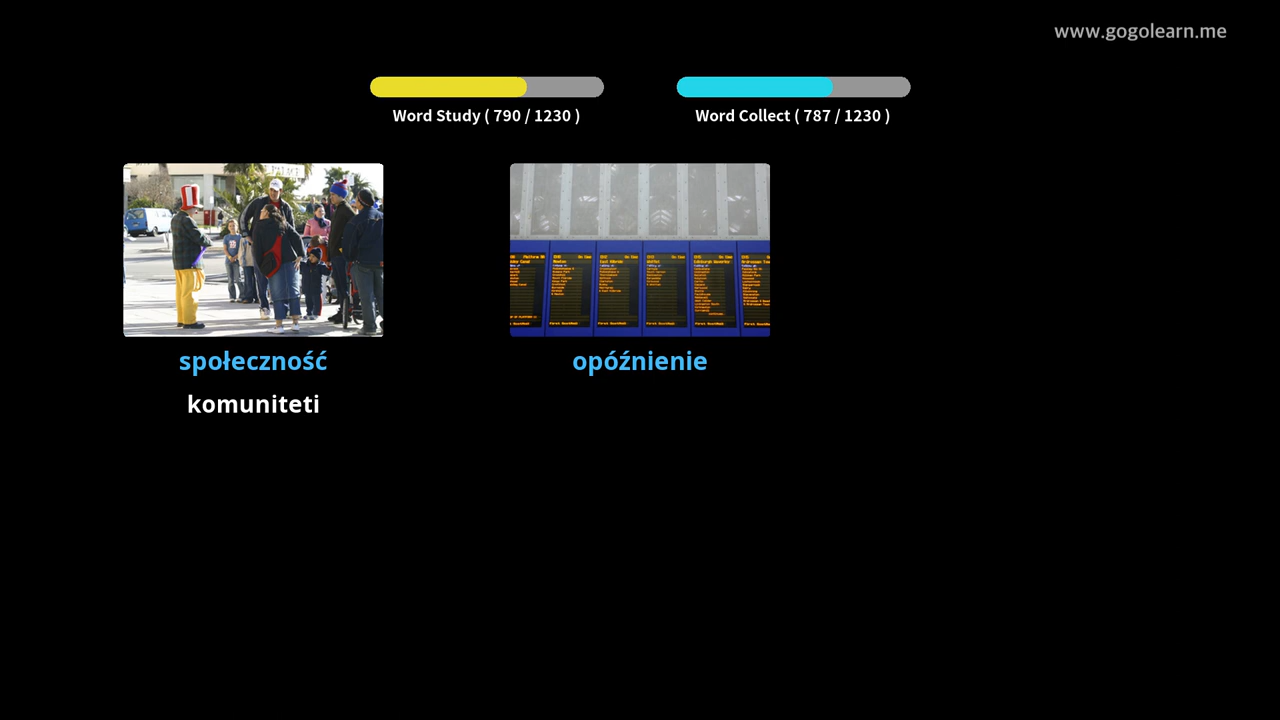 www.gogolearn.me
Word Study ( 790 / 1230 )
Word Collect ( 787 / 1230 )
społeczność
opóźnienie
komuniteti